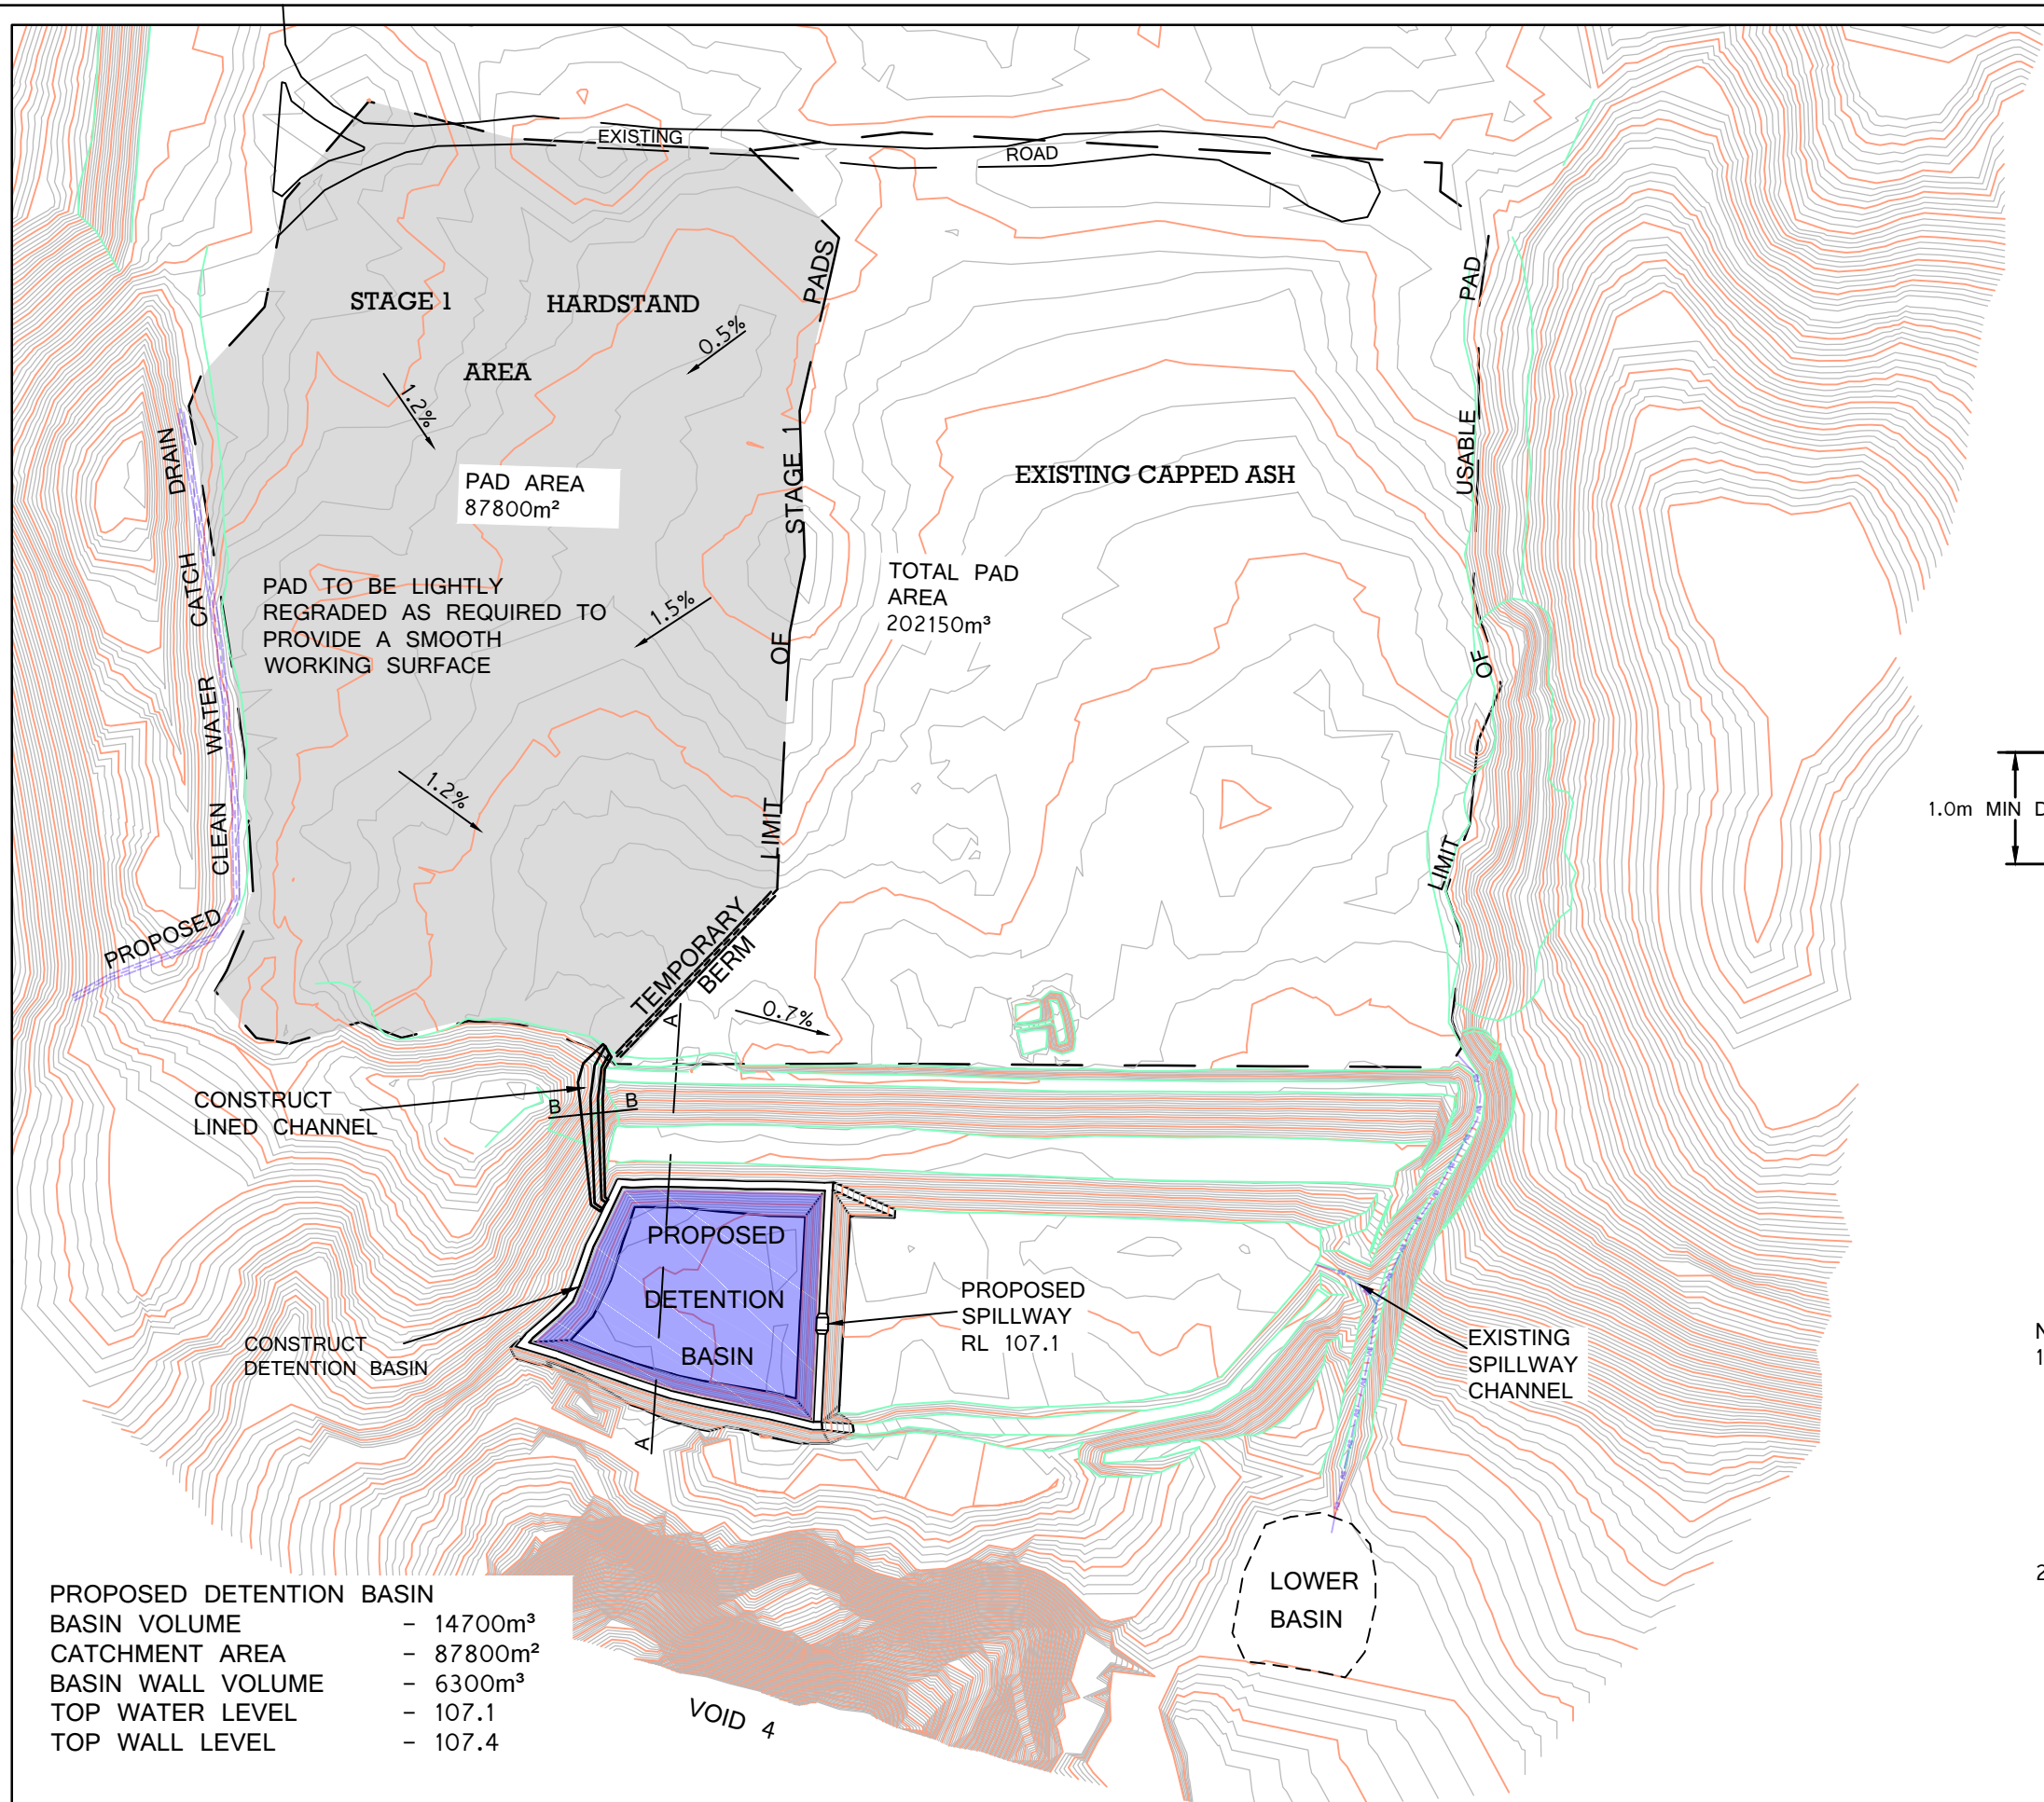 EXISTING
ROAD
STAGE 1 HARDSTAND
AREA
PADS
STAGE 1
OF
LIMIT
0.5%
1.2%
PAD AREA
87800m²
PAD TO BE LIGHTLY
REGRADED AS REQUIRED TO
PROVIDE A SMOOTH
WORKING SURFACE
1.5%
1.2%
PROPOSED CLEAN WATER CATCH DRAIN
EXISTING CAPPED ASH
TOTAL PAD
AREA
202150m³
LIMIT OF USABLE PAD
1.0m MIN D
TEMPORARY
BERM
A
0.7%
CONSTRUCT
LINED CHANNEL
B B
PROPOSED
DETENTION
BASIN
A
CONSTRUCT
DETENTION BASIN
PROPOSED
SPILLWAY
RL 107.1
EXISTING
SPILLWAY
CHANNEL
N
1
2
LOWER
BASIN
VOID 4
PROPOSED DETENTION BASIN
BASIN VOLUME - 14700m³
CATCHMENT AREA - 87800m²
BASIN WALL VOLUME - 6300m³
TOP WATER LEVEL - 107.1
TOP WALL LEVEL - 107.4